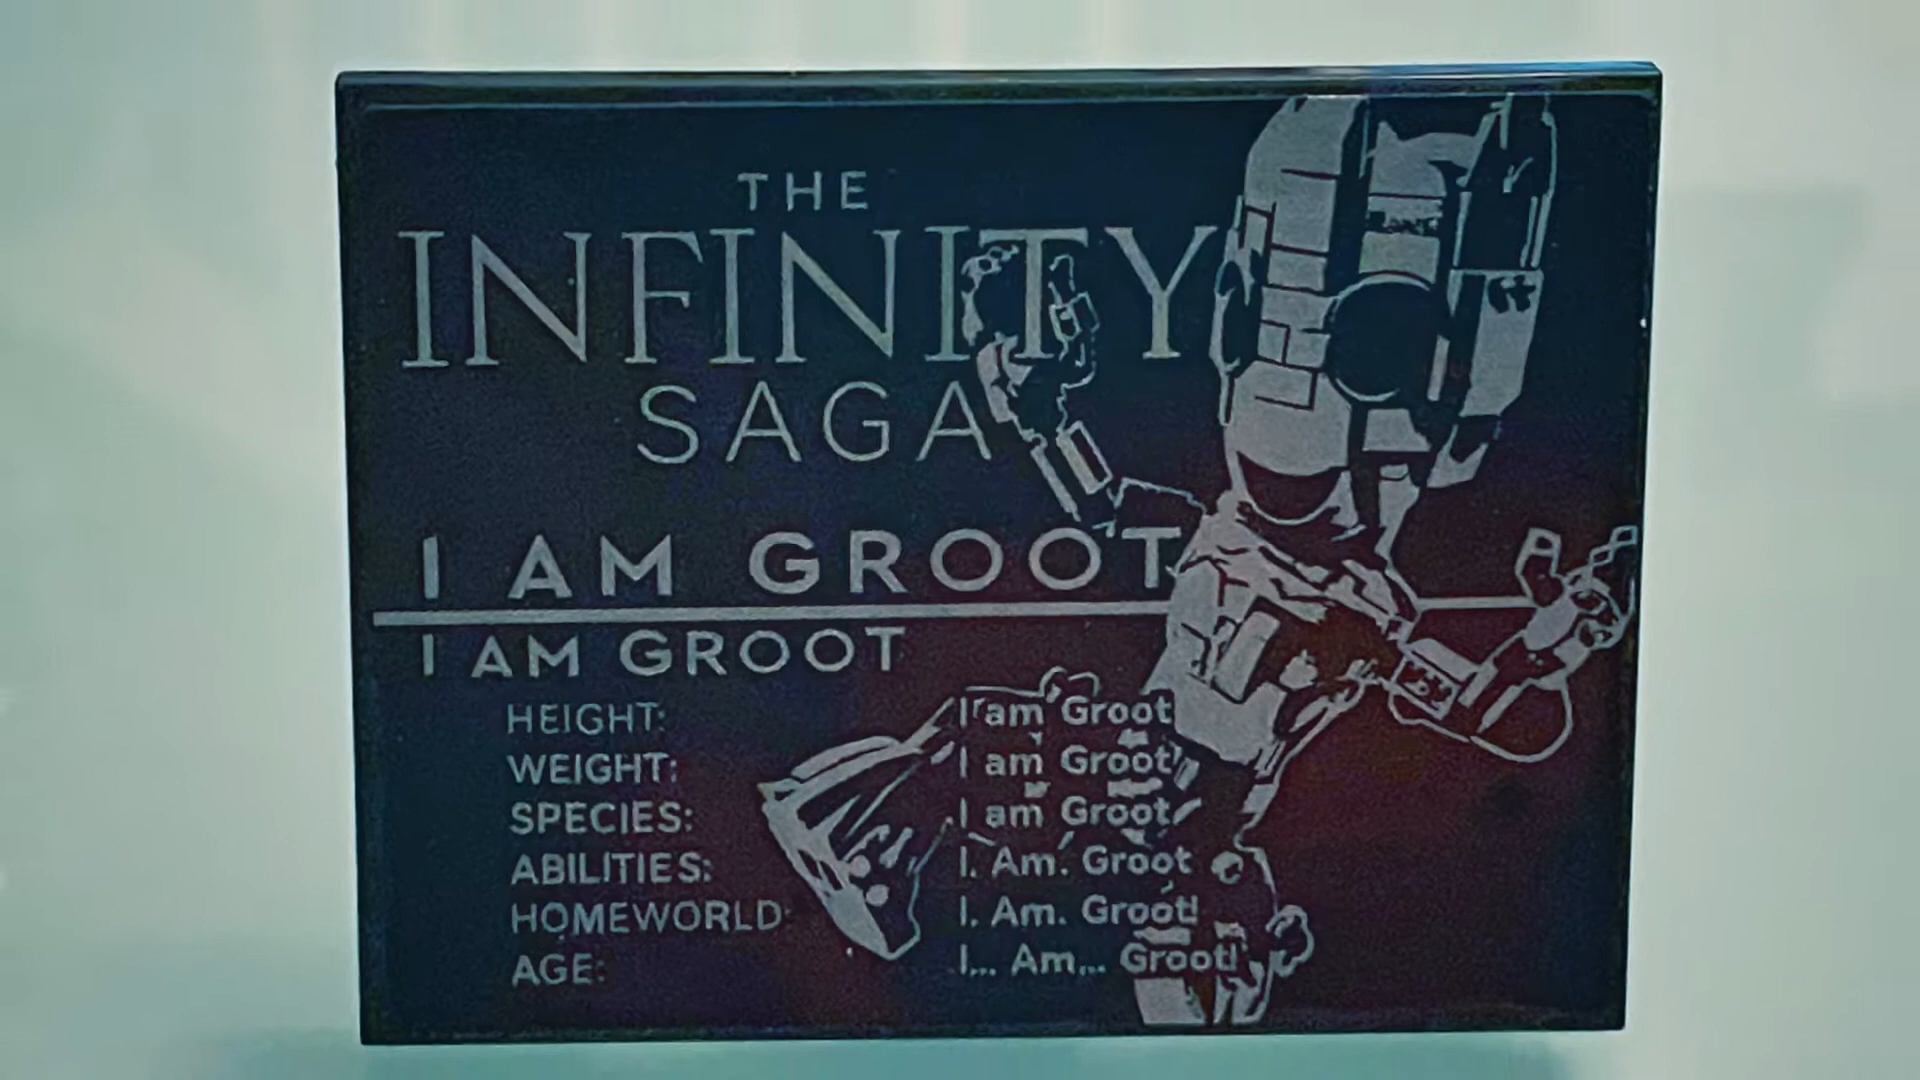 THE
INFINITY
SAGA
I AM GROOT
I AM GROOT
HEIGHT: I am Groot
WEIGHT: I am Groot
SPECIES: I am Groot
ABILITIES: I. Am. Groot
HOMEWORLD: I. Am. Groot!
AGE: I... Am... Groot!